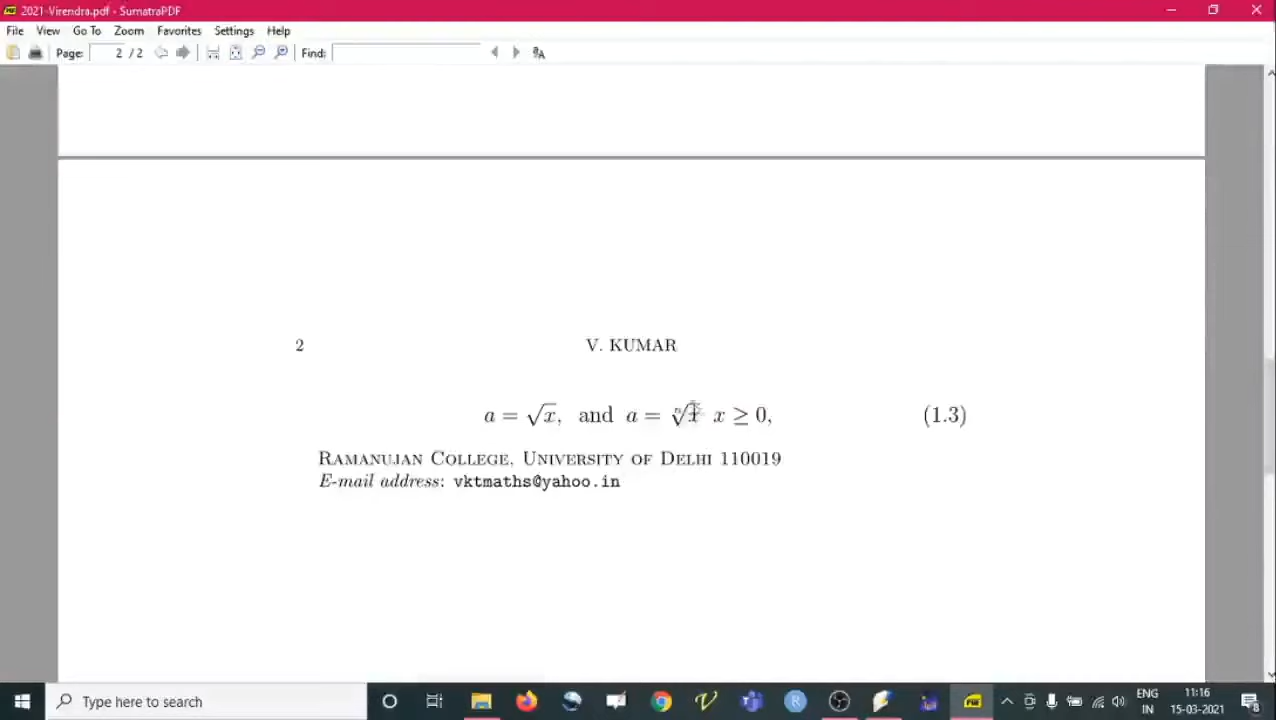 2021-Virendra.pdf - SumatraPDF
File View Go To Zoom Favorites Settings Help
Page: 2 / 2 Find:
2 V. KUMAR
a = √x, and a = ⁿ√x x ≥ 0, (1.3)
Ramanujan College, University of Delhi 110019
E-mail address: vktmaths@yahoo.in
Type here to search
ENG 11:16
IN 15-03-2021